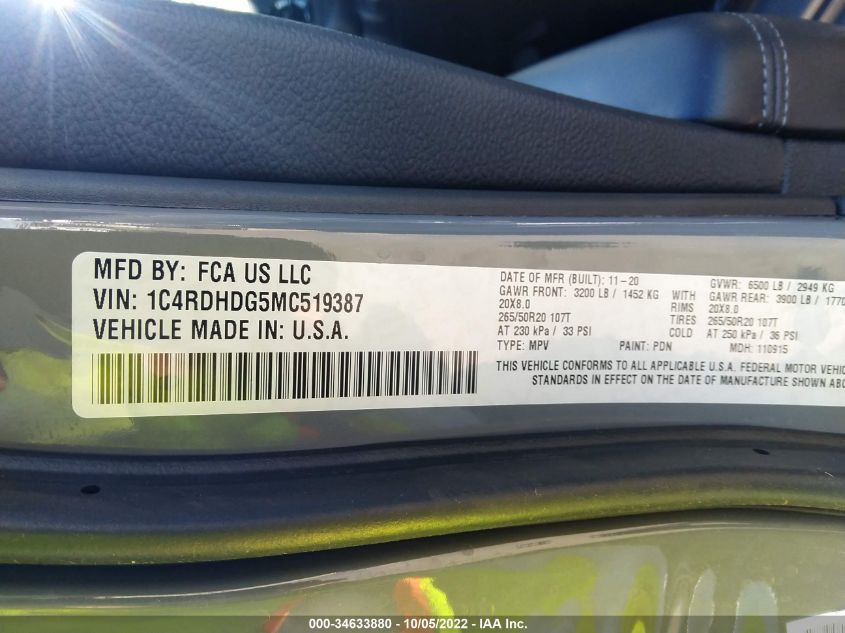 MFD BY: FCA US LLC
VIN: 1C4RDHDG5MC519387
VEHICLE MADE IN: U.S.A.
DATE OF MFR (BUILT): 11-20 GVWR: 6500 LB / 2949 KG
GAWR FRONT: 3200 LB / 1452 KG GAWR REAR: 3900 LB / 1770
20X8.0 RIMS 20X8.0
265/50R20 107T TIRES 265/50R20 107T
AT 230 kPa / 33 PSI COLD AT 250 kPa / 36 PSI
TYPE: MPV PAINT: PDN MDH: 110915
THIS VEHICLE CONFORMS TO ALL APPLICABLE U.S.A. FEDERAL MOTOR VEHIC
STANDARDS IN EFFECT ON THE DATE OF MANUFACTURE SHOWN ABO
000-34633880 - 10/05/2022 - IAA Inc.